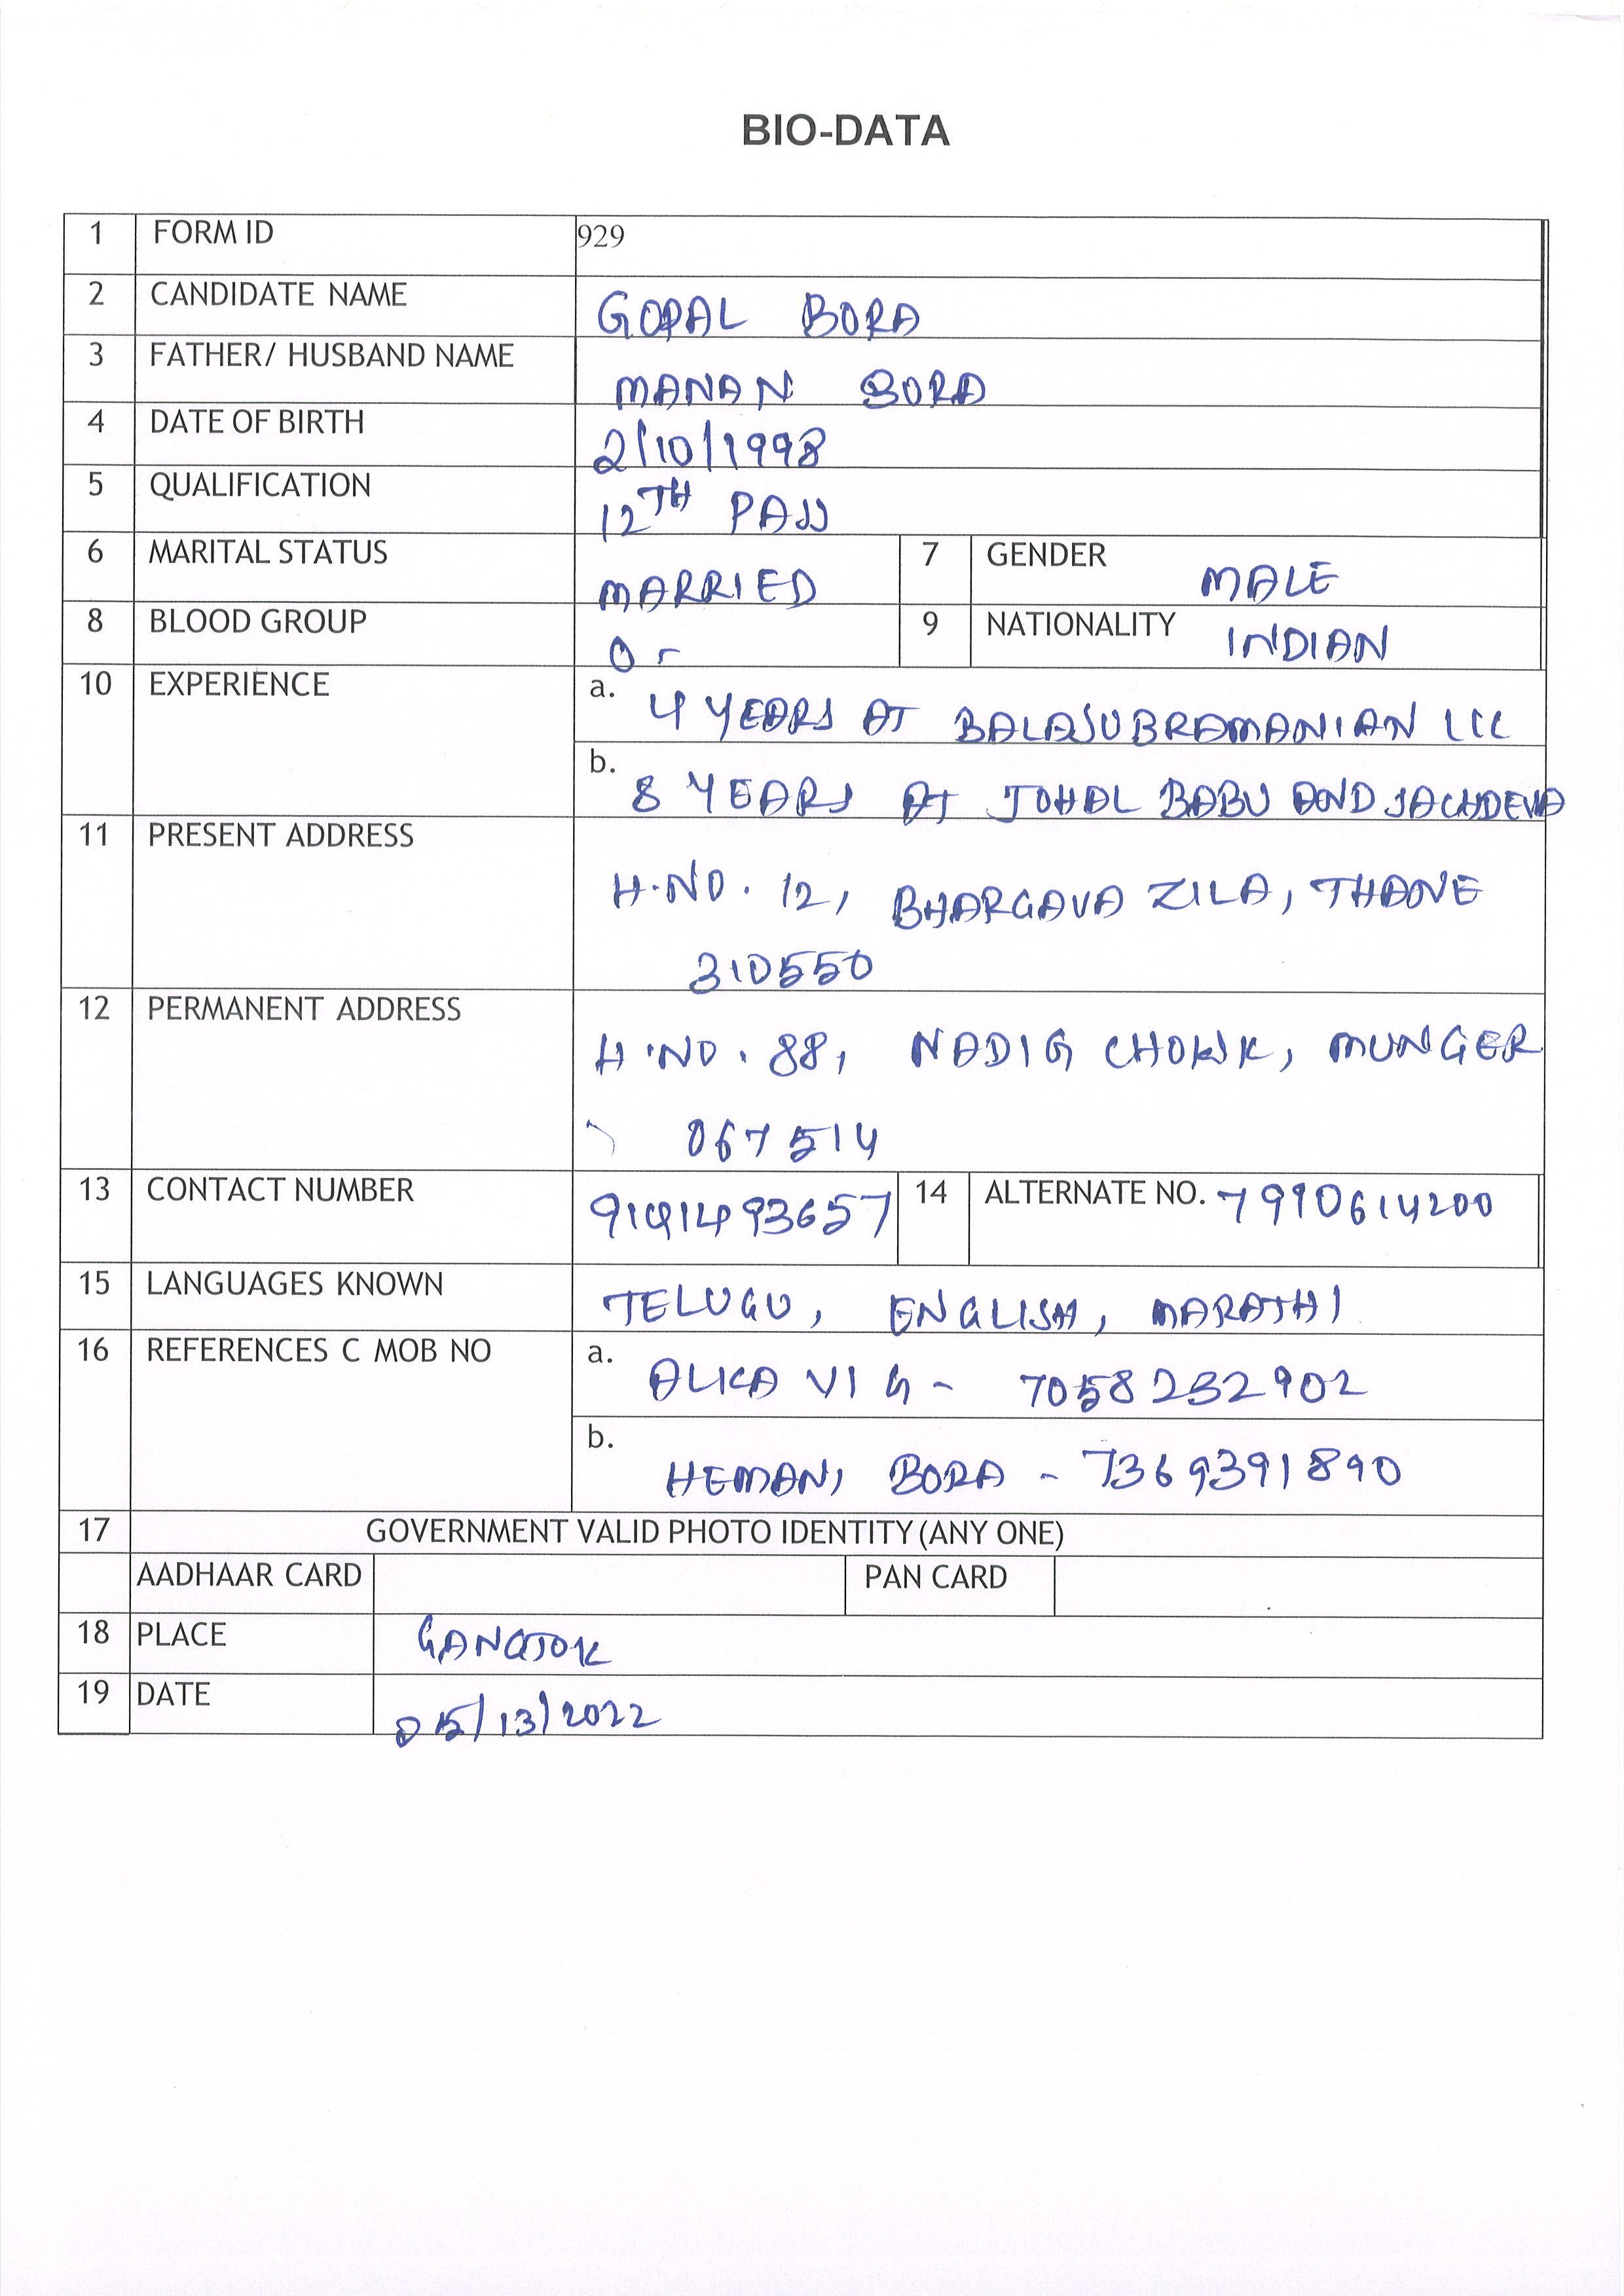 BIO-DATA
1 FORM ID 929
2 CANDIDATE NAME GOPAL BORA
3 FATHER/ HUSBAND NAME MANAN BORA
4 DATE OF BIRTH 2/10/1998
5 QUALIFICATION 12TH PASS
6 MARITAL STATUS MARRIED 7 GENDER MALE
8 BLOOD GROUP O - 9 NATIONALITY INDIAN
10 EXPERIENCE a. 4 YEARS AT BALASUBRAMANIAN LLC
b. 8 YEARS AT JOHAL BABU AND SACHDEVA
11 PRESENT ADDRESS H.NO. 12, BHARGAVA ZILA, THANE
310550
12 PERMANENT ADDRESS H.NO. 88, NADIG CHOWK, MUNGER
067514
13 CONTACT NUMBER 14 ALTERNATE NO. 7990614200
15 LANGUAGES KNOWN TELUGU, ENGLISH, MARATHI
16 REFERENCES C MOB NO a. ALKA VIG - 7058232902
b. HEMANI BORA - 7369391890
17 GOVERNMENT VALID PHOTO IDENTITY (ANY ONE)
AADHAAR CARD PAN CARD
18 PLACE GANGTOK
19 DATE 05/13/2022